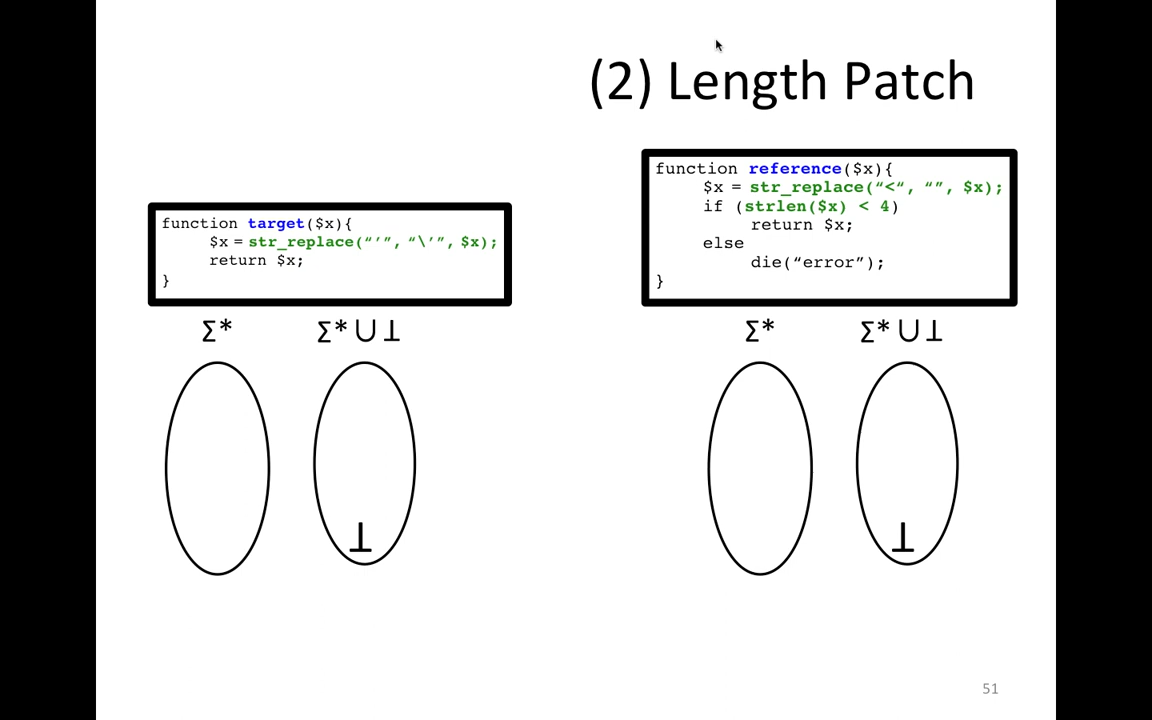 (2) Length Patch
function target($x){
$x = str_replace(“’”, “\’”, $x);
return $x;
}
function reference($x){
$x = str_replace(“<“, “”, $x);
if (strlen($x) < 4)
return $x;
else
die(“error”);
}
Σ* Σ* ∪ ⊥
Σ* Σ* ∪ ⊥
⊥ ⊥
51